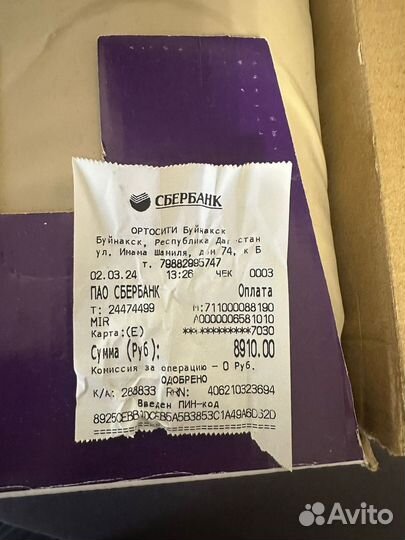 СБЕРБАНК
ОРТОСИТИ Буйнакск
Буйнакск, Республика Дагестан
ул. Имама Шамиля, дом 74, к Б
т. 79882995747
02.03.24 13:26 ЧЕК 0003
ПАО СБЕРБАНК Оплата
Т: 24474499 М:711000088190
MIR A0000006581010
Карта:(E) 7030
Сумма (Руб): 8910.00
Комиссия за операцию — 0 Руб.
ОДОБРЕНО
К/А: 288833 RRN: 406210323694
Введен ПИН-код
Avito